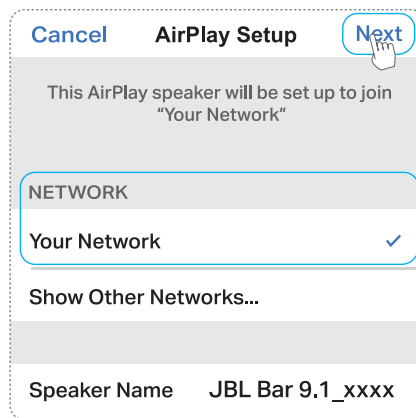 Cancel AirPlay Setup Next
This AirPlay speaker will be set up to join
“Your Network”
NETWORK
Your Network
Show Other Networks...
Speaker Name JBL Bar 9.1_xxxx